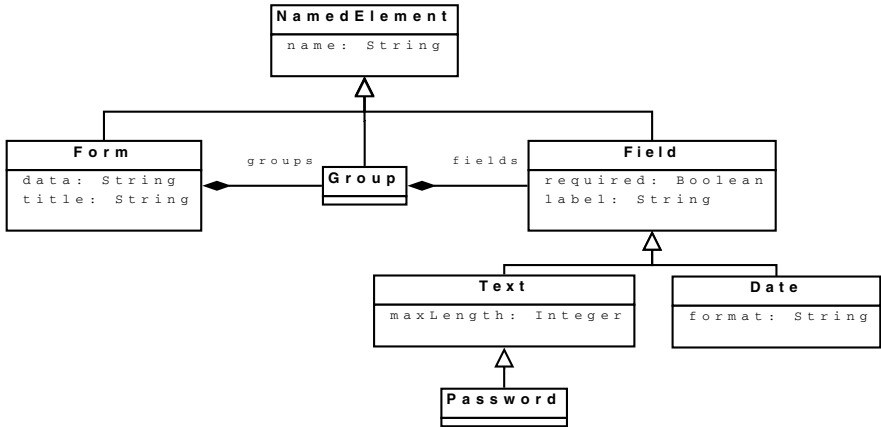 NamedElement
name: String
Form
data: String
title: String
groups
Group
fields
Field
required: Boolean
label: String
Text
maxLength: Integer
Date
format: String
Password